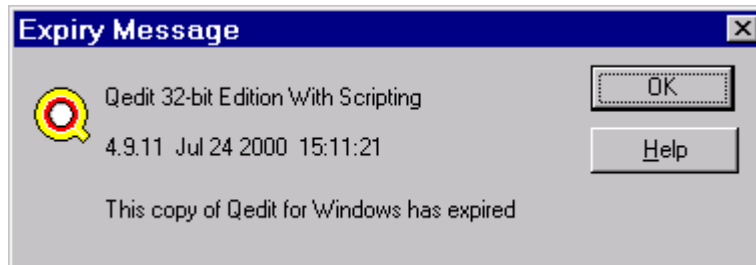 Expiry Message
Qedit 32-bit Edition With Scripting
OK
4.9.11 Jul 24 2000 15:11:21
Help
This copy of Qedit for Windows has expired